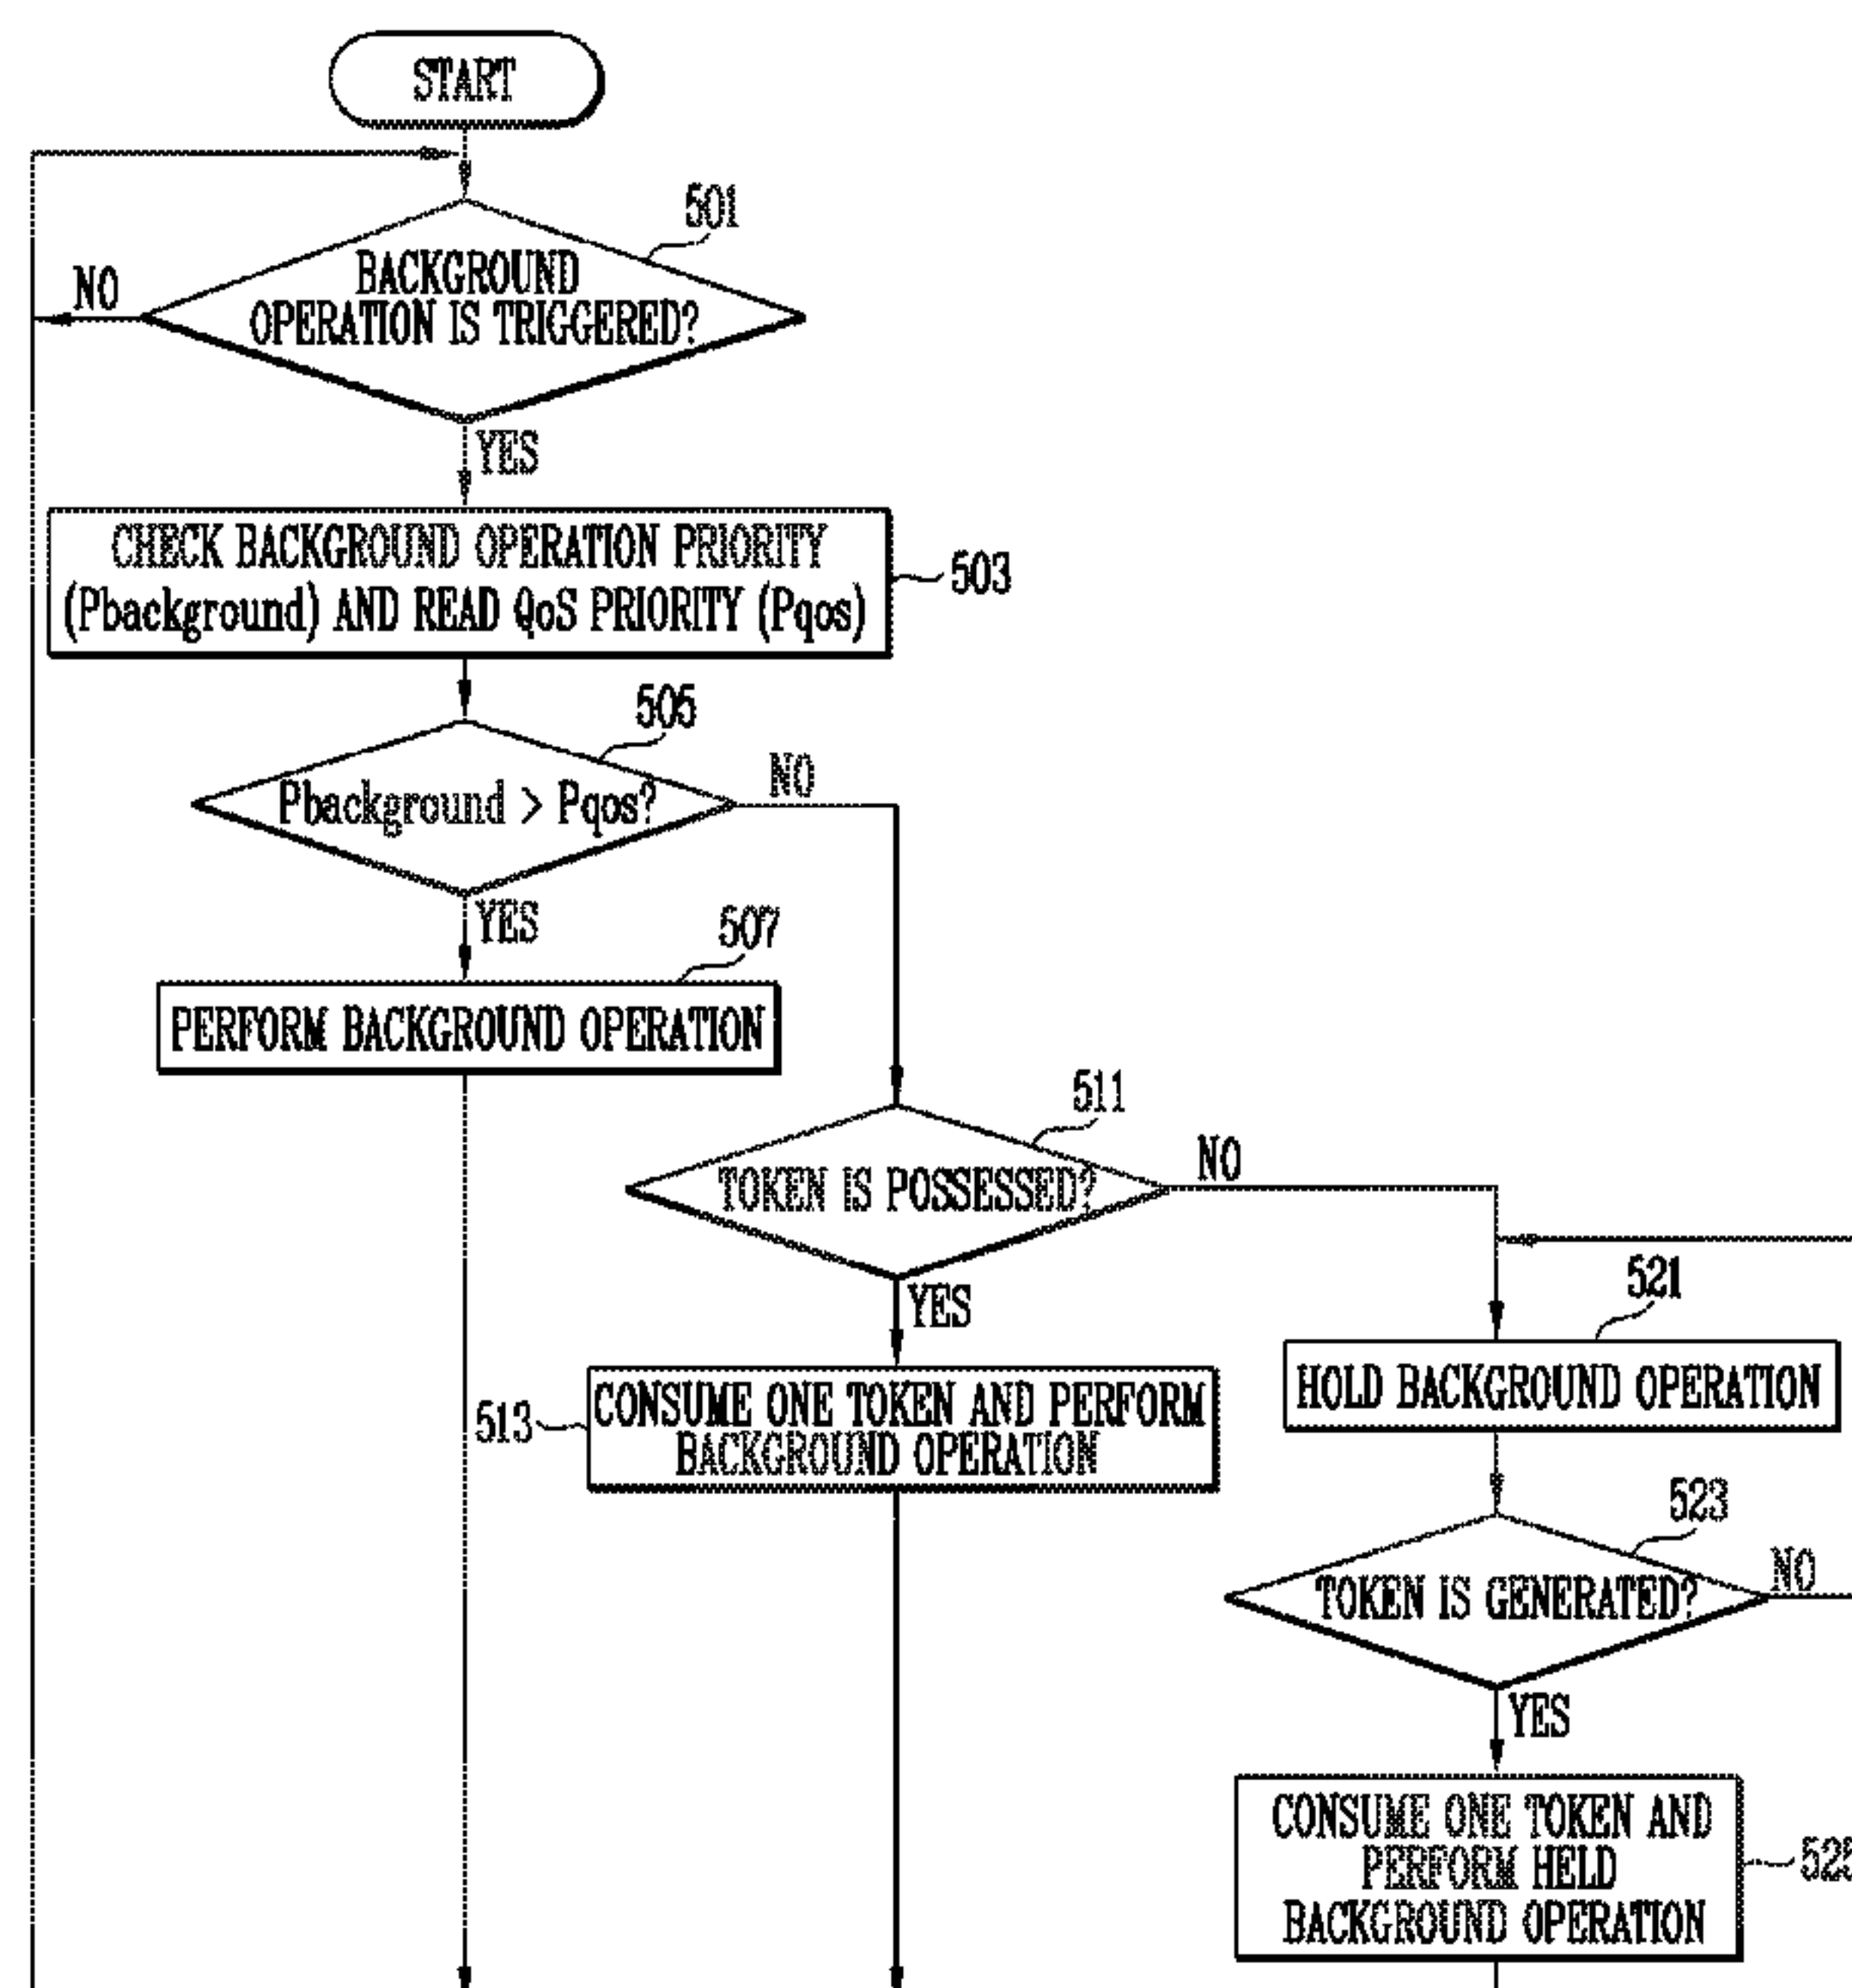 START
501
BACKGROUND
OPERATION IS TRIGGERED?
NO
YES
CHECK BACKGROUND OPERATION PRIORITY
(Pbackground) AND READ QoS PRIORITY (Pqos)
503
505
Pbackground > Pqos?
NO
YES
507
PERFORM BACKGROUND OPERATION
511
TOKEN IS POSSESSED?
NO
YES
513
CONSUME ONE TOKEN AND PERFORM
BACKGROUND OPERATION
521
HOLD BACKGROUND OPERATION
523
TOKEN IS GENERATED?
NO
YES
CONSUME ONE TOKEN AND
PERFORM HELD
BACKGROUND OPERATION
525